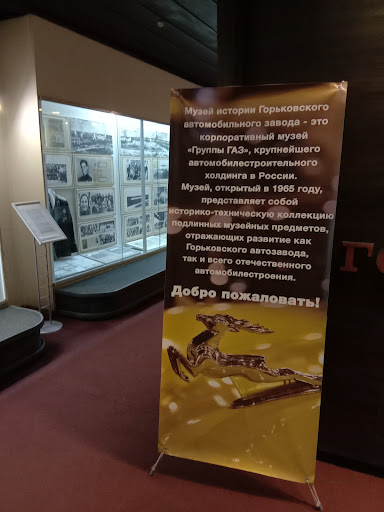 Музей истории Горьковского
автомобильного завода - это
корпоративный музей
«Группы ГАЗ», крупнейшего
автомобилестроительного
холдинга в России.
Музей, открытый в 1965 году,
представляет собой
историко-техническую коллекцию
подлинных музейных предметов,
отражающих развитие как
Горьковского автозавода,
так и всего отечественного
автомобилестроения.
Добро пожаловать!